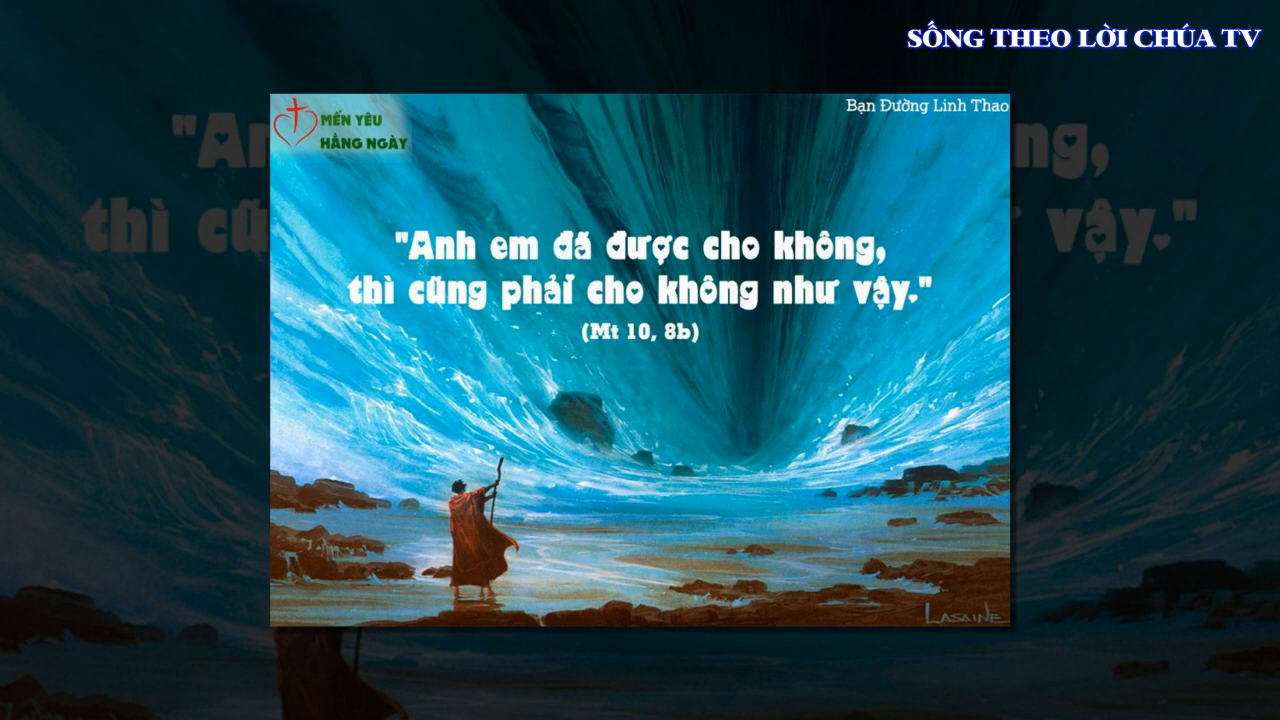 SỐNG THEO LỜI CHÚA TV
Bạn Đường Linh Thao
MẾN YÊU
HẰNG NGÀY
"Anh em đã được cho không,
thì cũng phải cho không như vậy."
(Mt 10, 8b)
LASAINE